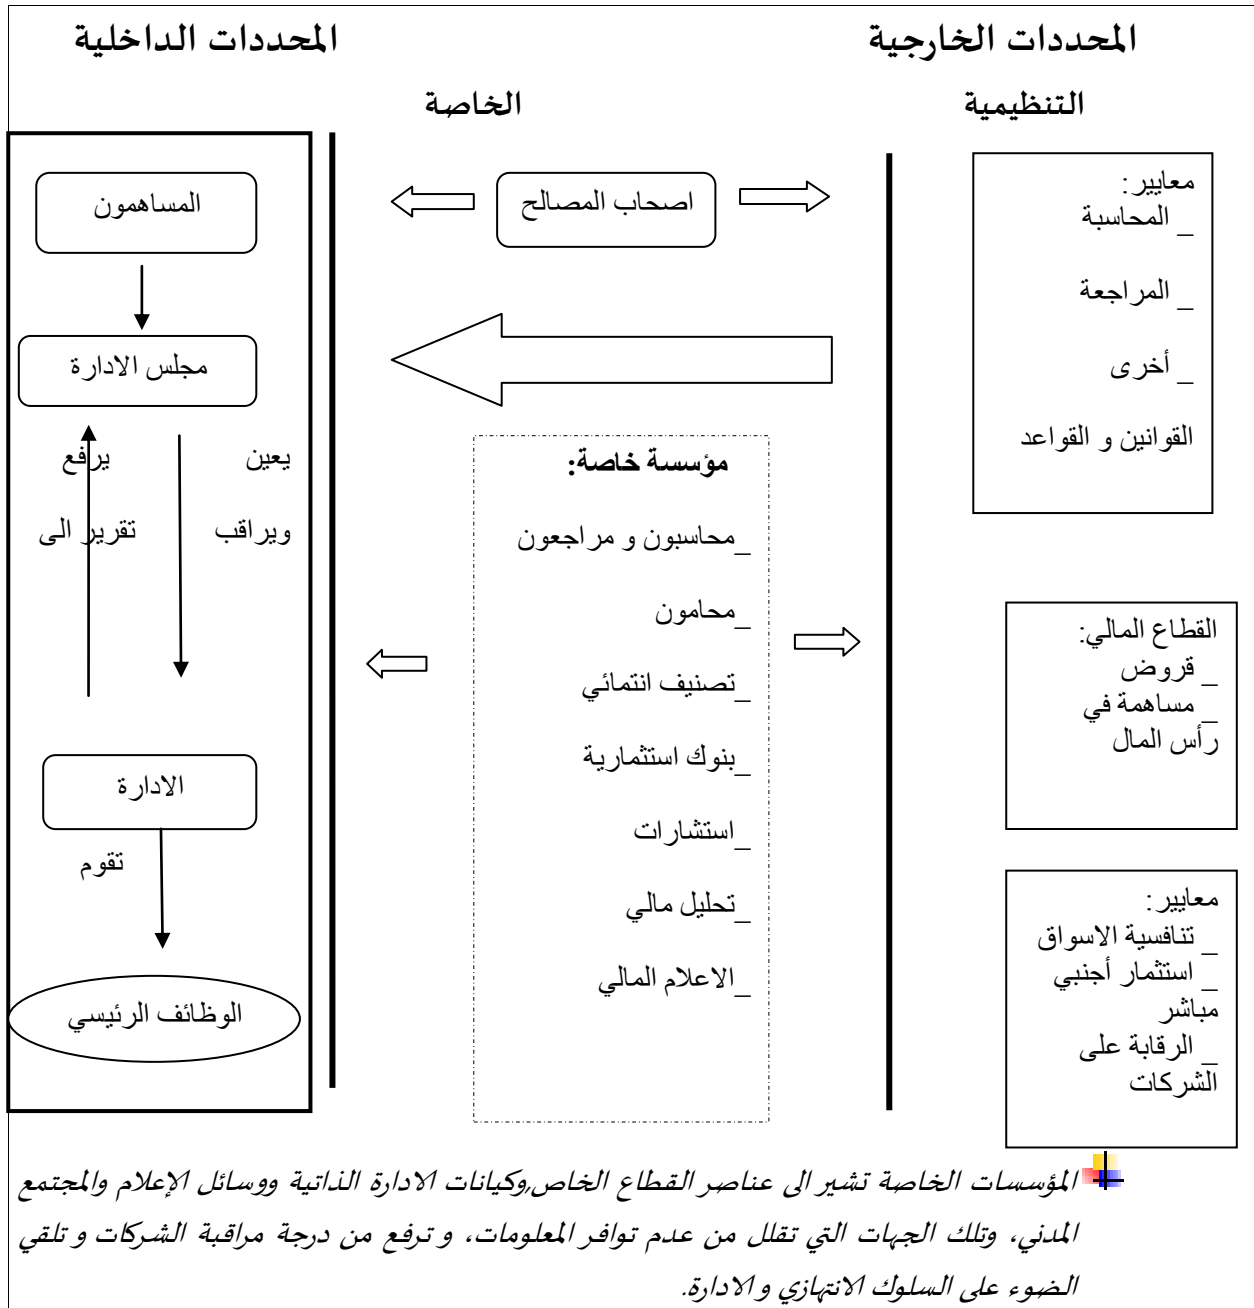 المحددات الخارجية
المحددات الداخلية
التنظيمية
الخاصة
معايير:
_ المحاسبة
_ المراجعة
_ أخرى
القوانين و القواعد
القطاع المالي:
_ قروض
_ مساهمة في
رأس المال
معايير:
_ تنافسية الاسواق
_ استثمار أجنبي
مباشر
_ الرقابة على
الشركات
اصحاب المصالح
مؤسسة خاصة:
_محاسبون و مراجعون
_محامون
_تصنيف انتمائي
_بنوك استثمارية
_استشارات
_تحليل مالي
_الاعلام المالي
المساهمون
مجلس الادارة
يعين
ويراقب
يرفع
تقرير الى
الادارة
تقوم
الوظائف الرئيسي
المؤسسات الخاصة تشير الى عناصر القطاع الخاص,وكيانات الادارة الذاتية ووسائل الإعلام والمجتمع
المدني، وتلك الجهات التي تقلل من عدم توافر المعلومات، و ترفع من درجة مراقبة الشركات و تلقي
الضوء على السلوك الانتهازي و الادارة.